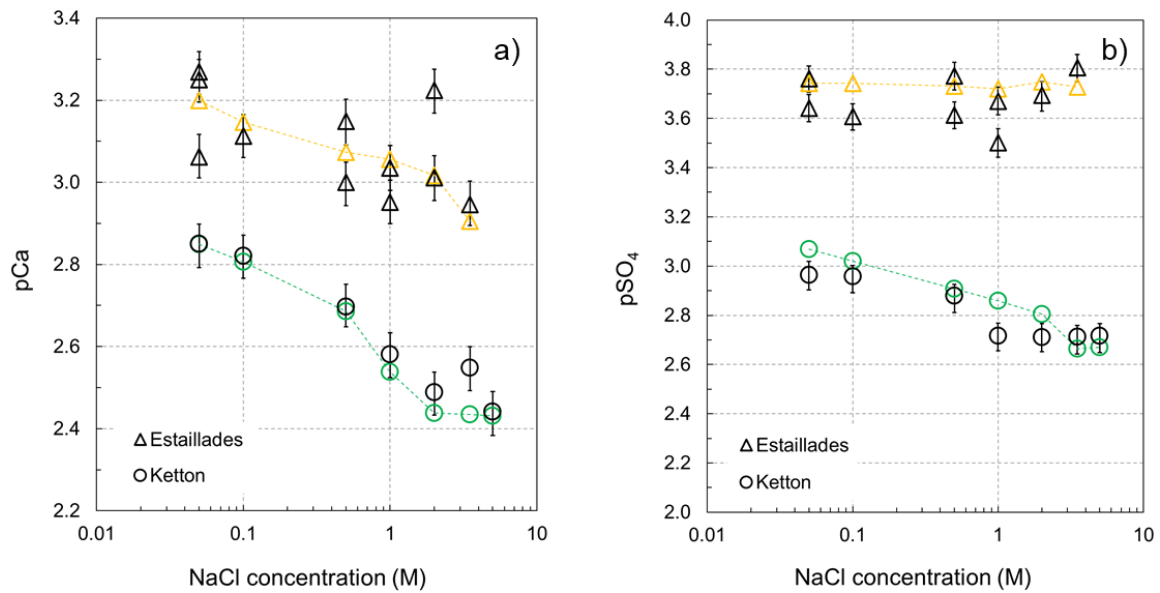 a)
pCa
3.4
3.2
3.0
2.8
2.6
2.4
2.2
Estaillades
Ketton
0.01
0.1
1
10
NaCl concentration (M)
b)
pSO₄
4.0
3.8
3.6
3.4
3.2
3.0
2.8
2.6
2.4
2.2
2.0
Estaillades
Ketton
0.01
0.1
1
10
NaCl concentration (M)